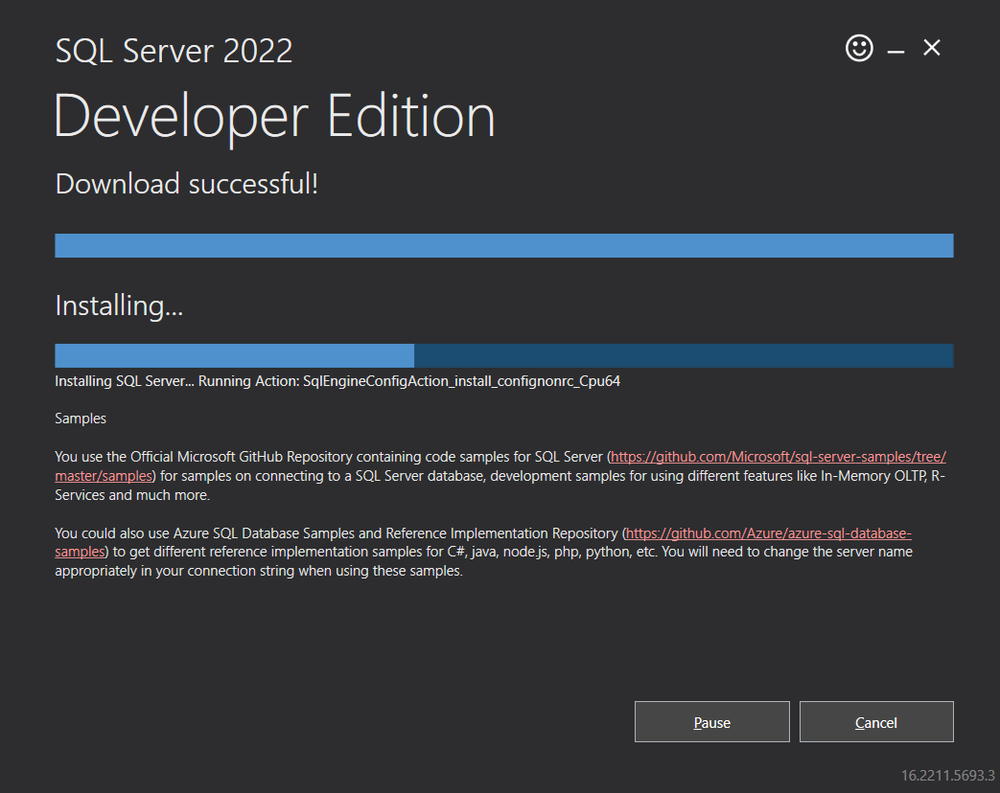 SQL Server 2022
Developer Edition
Download successful!
Installing...
Installing SQL Server... Running Action: SqlEngineConfigAction_install_confignonrc_Cpu64
Samples
You use the Official Microsoft GitHub Repository containing code samples for SQL Server (https://github.com/Microsoft/sql-server-samples/tree/
master/samples) for samples on connecting to a SQL Server database, development samples for using different features like In-Memory OLTP, R-
Services and much more.
You could also use Azure SQL Database Samples and Reference Implementation Repository (https://github.com/Azure/azure-sql-database-
samples) to get different reference implementation samples for C#, java, node.js, php, python, etc. You will need to change the server name
appropriately in your connection string when using these samples.
Pause
Cancel
16.2211.5693.3